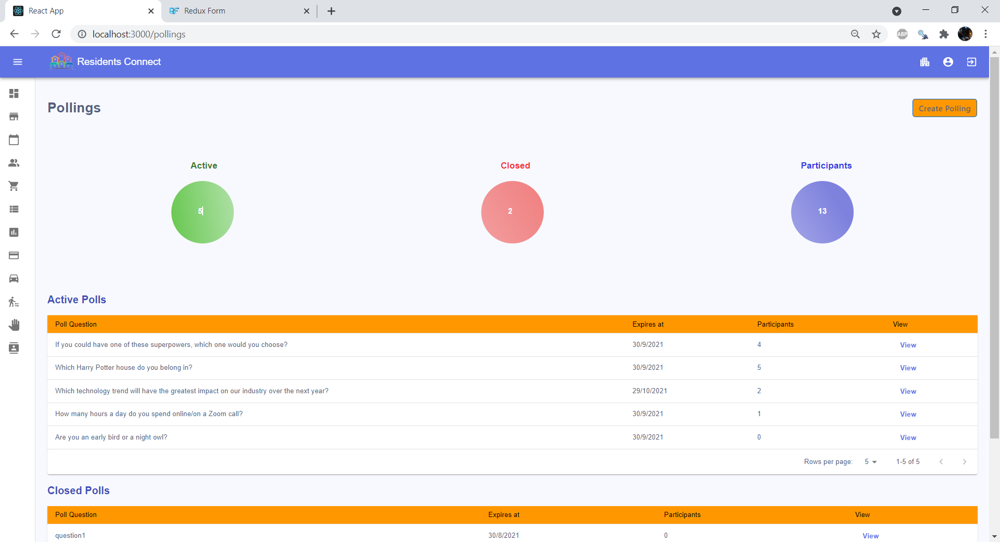 React App
Redux Form
localhost:3000/pollings
ABP
Residents Connect
Pollings
Create Polling
Active
Closed
Participants
5
2
13
Active Polls
Poll Question Expires at Participants View
If you could have one of these superpowers, which one would you choose? 30/9/2021 4 View
Which Harry Potter house do you belong in? 30/9/2021 5 View
Which technology trend will have the greatest impact on our industry over the next year? 29/10/2021 2 View
How many hours a day do you spend online/on a Zoom call? 30/9/2021 1 View
Are you an early bird or a night owl? 30/9/2021 0 View
Rows per page: 5 1-5 of 5
Closed Polls
Poll Question Expires at Participants View
question1 30/8/2021 0 View